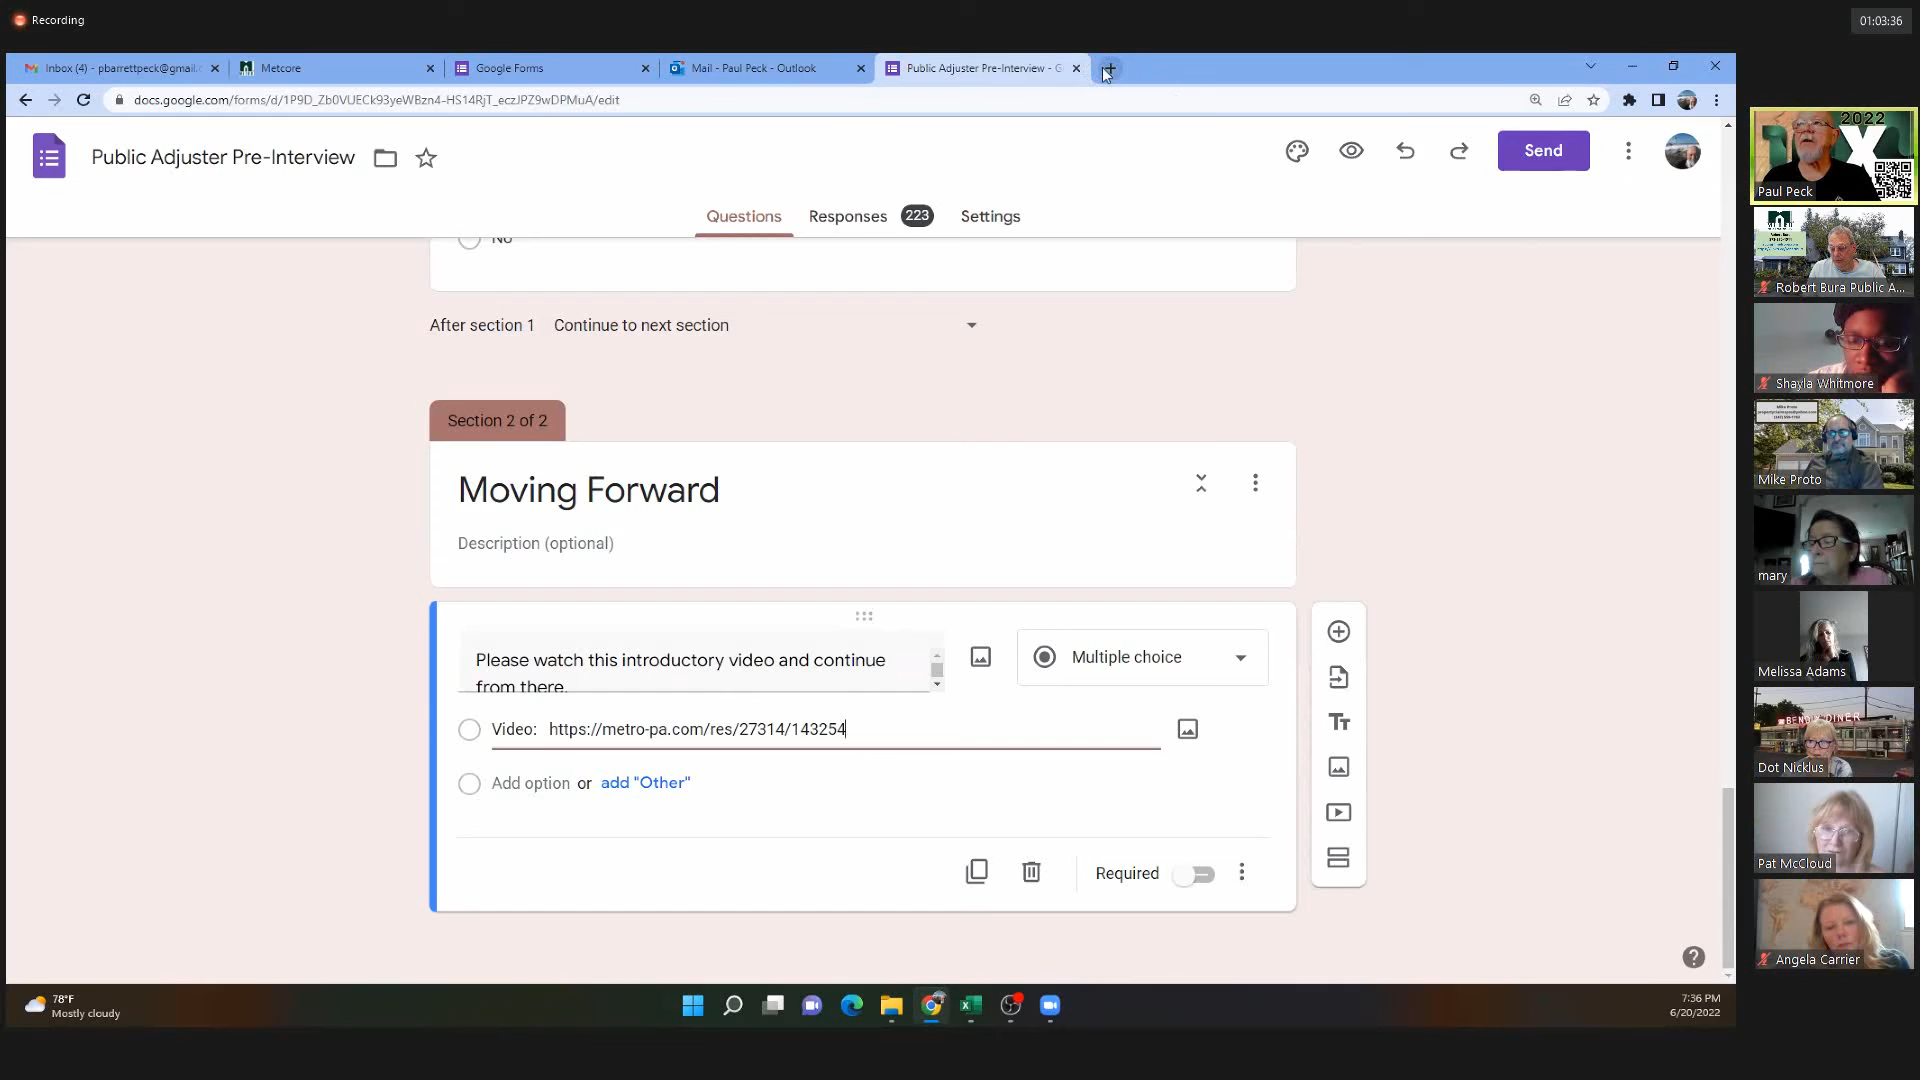 Recording
01:03:36
Inbox (4) - pbarrettpeck@gmail.c
Metcore
Google Forms
Mail - Paul Peck - Outlook
Public Adjuster Pre-Interview - G
docs.google.com/forms/d/1P9D_Zb0VUECk93yeWBzn4-HS14RjT_eczJPZ9wDPMuA/edit
Public Adjuster Pre-Interview
Send
Questions
Responses 223
Settings
No
After section 1 Continue to next section
Section 2 of 2
Moving Forward
Description (optional)
Please watch this introductory video and continue
from there.
Multiple choice
Video: https://metro-pa.com/res/27314/143254
Add option or add "Other"
Required
78°F
Mostly cloudy
7:36 PM
6/20/2022
2022
Paul Peck
Robert Bura Public A...
Shayla Whitmore
Mike Proto
Mike Proto
mary
Melissa Adams
BENDIX DINER
Dot Nicklus
Pat McCloud
Angela Carrier